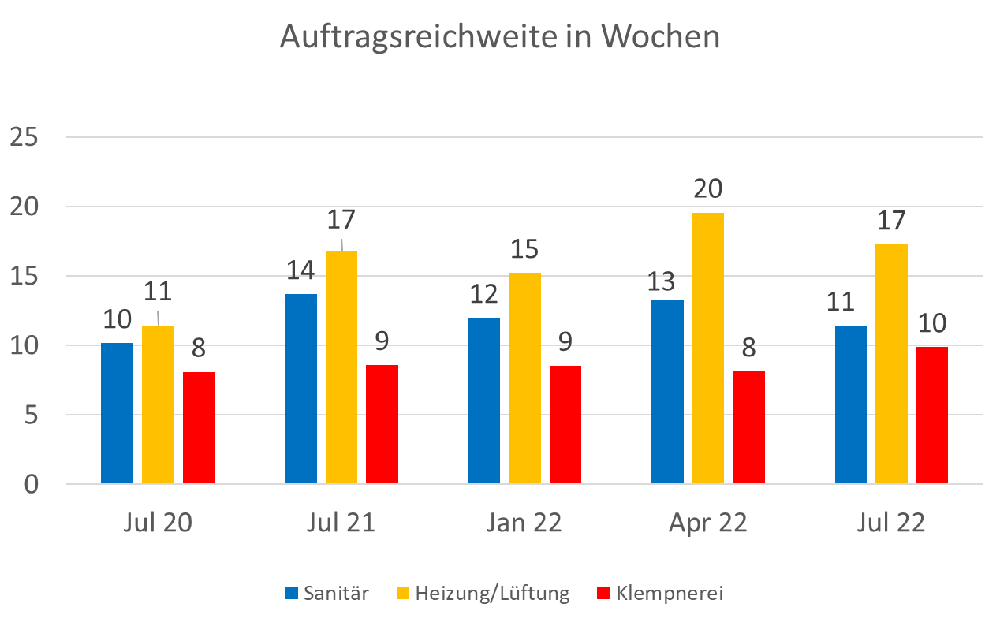 Auftragsreichweite in Wochen
25
20
15
10
5
0
10
11
8
14
17
9
12
15
9
13
20
8
11
17
10
Jul 20
Jul 21
Jan 22
Apr 22
Jul 22
Sanitär
Heizung/Lüftung
Klempnerei